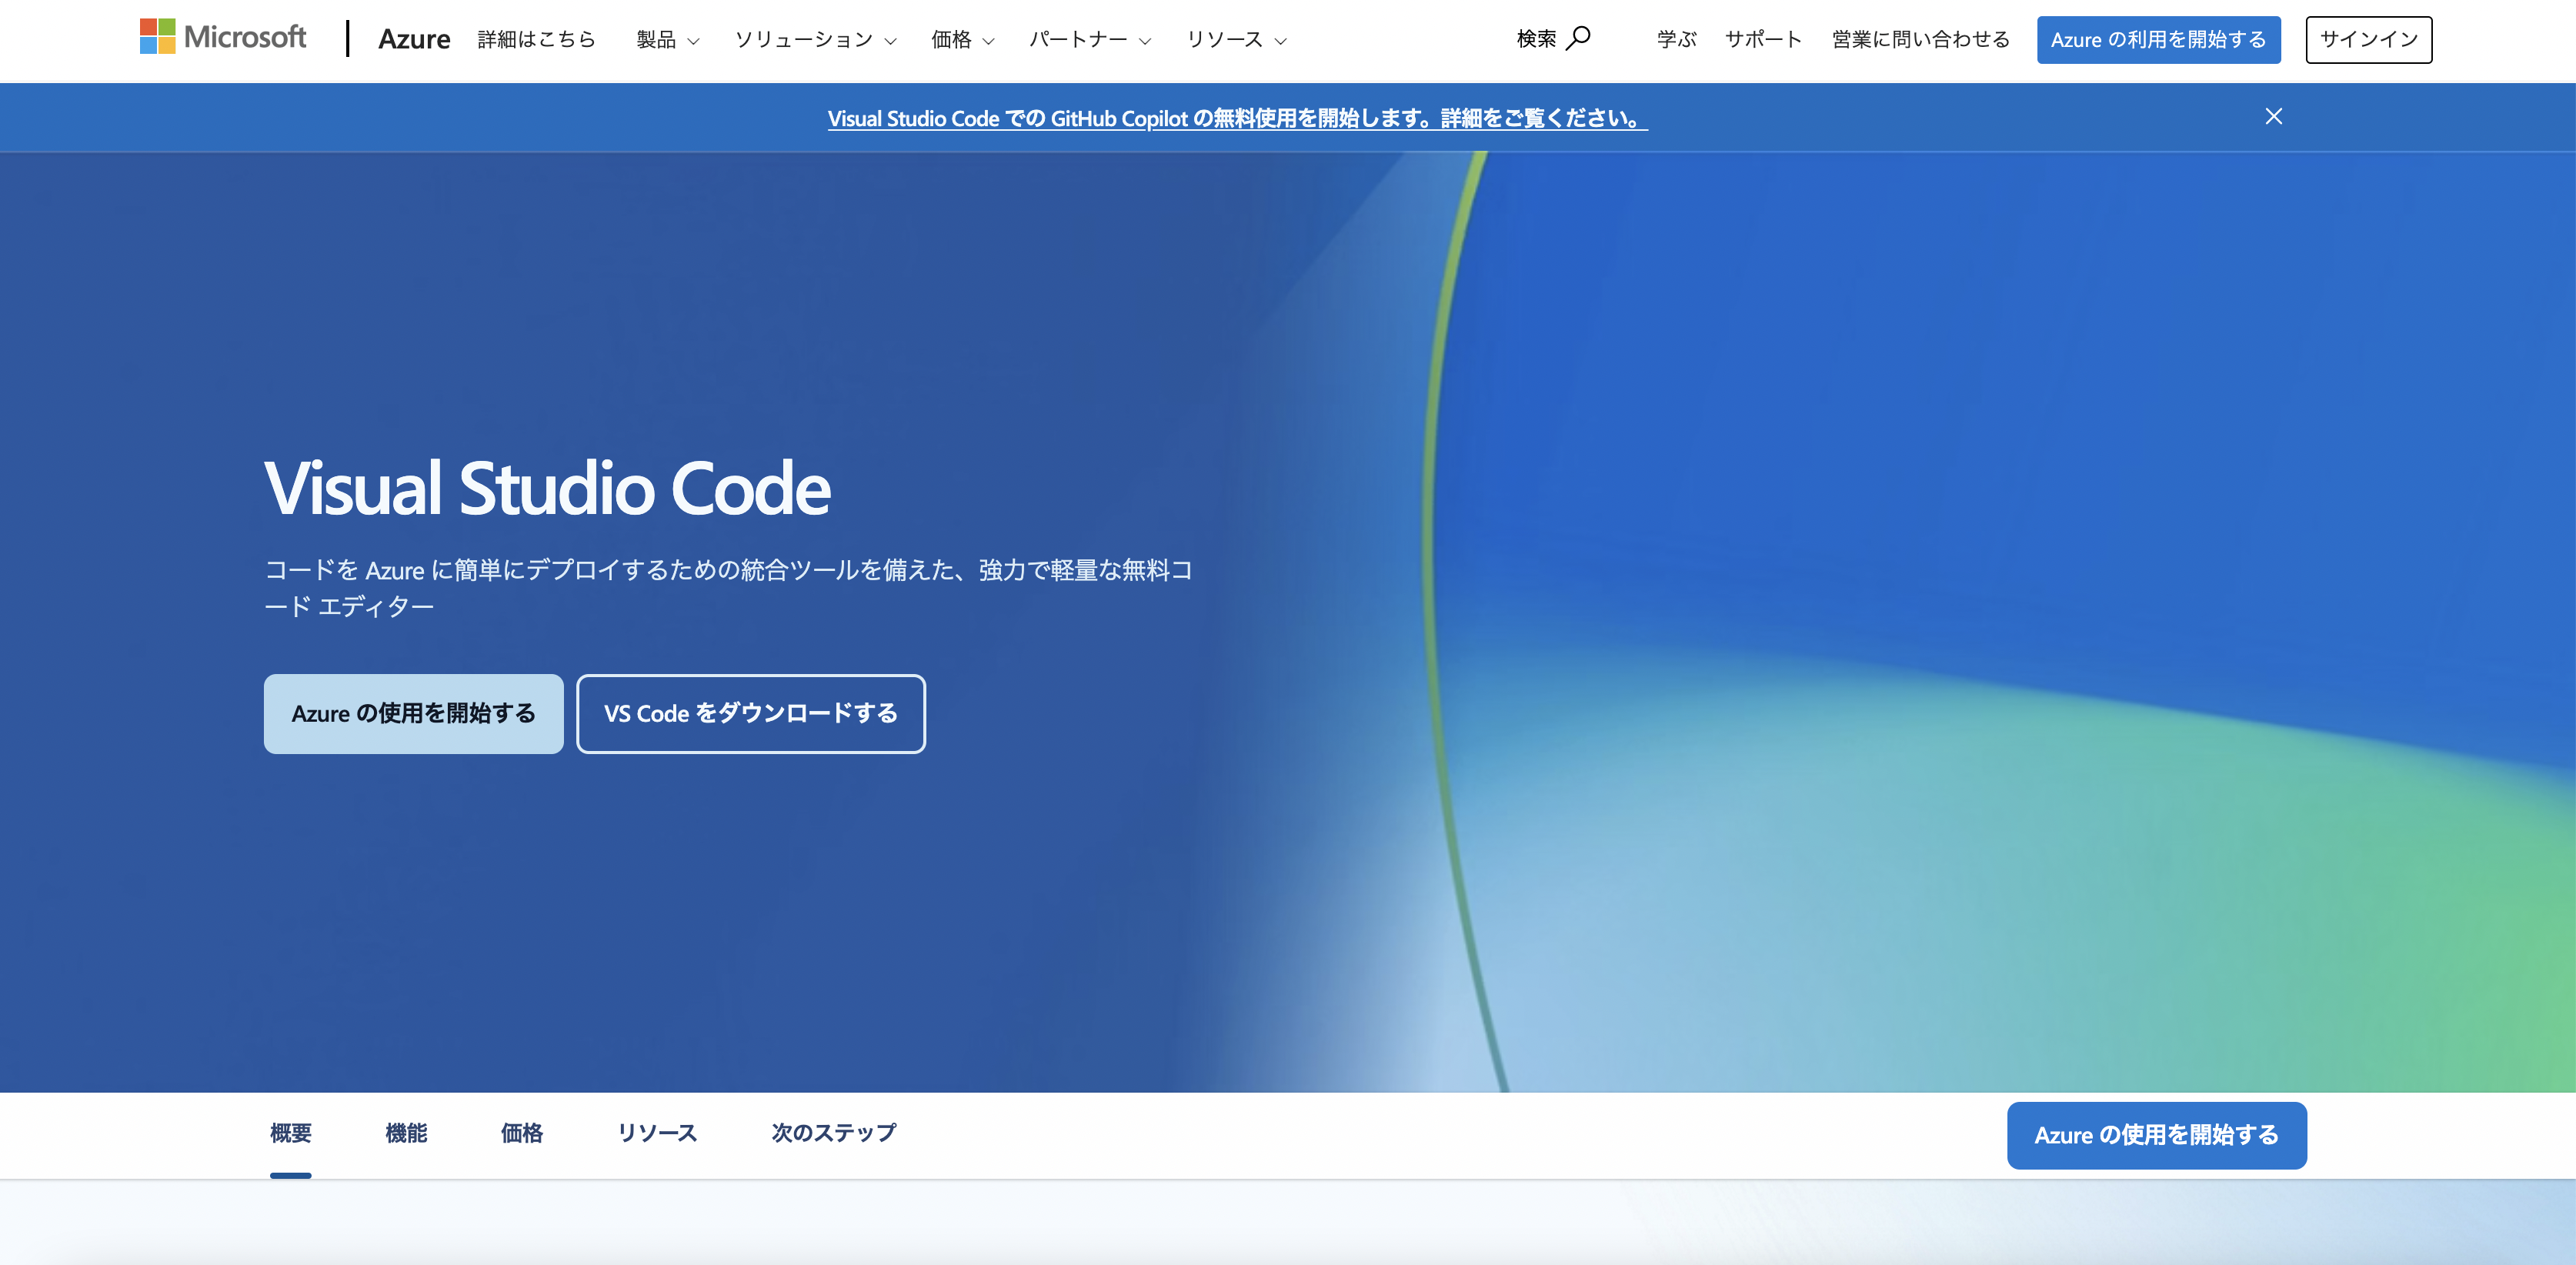 Microsoft
Azure 詳細はこちら 製品 ソリューション 価格 パートナー リソース 検索 学ぶ サポート 営業に問い合わせる Azure の利用を開始する サインイン
Visual Studio Code での GitHub Copilot の無料使用を開始します。詳細をご覧ください。
Visual Studio Code
コードを Azure に簡単にデプロイするための統合ツールを備えた、強力で軽量な無料コ
ード エディター
Azure の使用を開始する VS Code をダウンロードする
概要 機能 価格 リソース 次のステップ Azure の使用を開始する